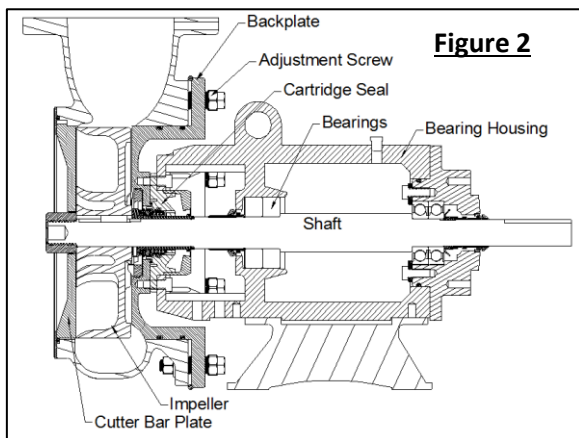 Backplate
Figure 2
Adjustment Screw
Cartridge Seal
Bearings
Bearing Housing
Shaft
Impeller
Cutter Bar Plate